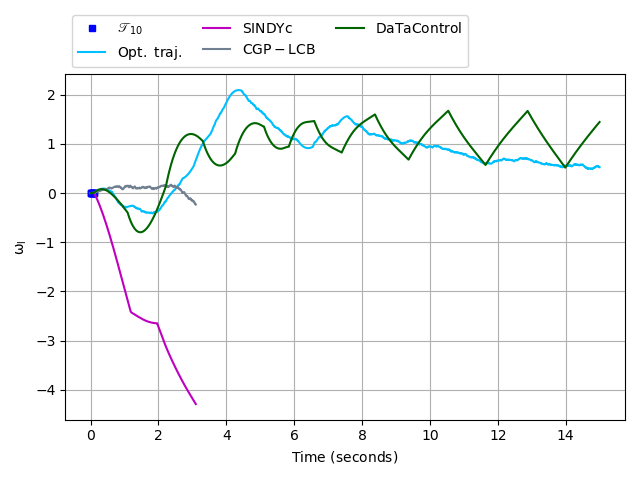 𝒯₁₀ SINDYc DaTaControl
Opt. traj. CGP − LCB
2
1
0
−1
−2
−3
−4
ωₗ
0 2 4 6 8 10 12 14
Time (seconds)